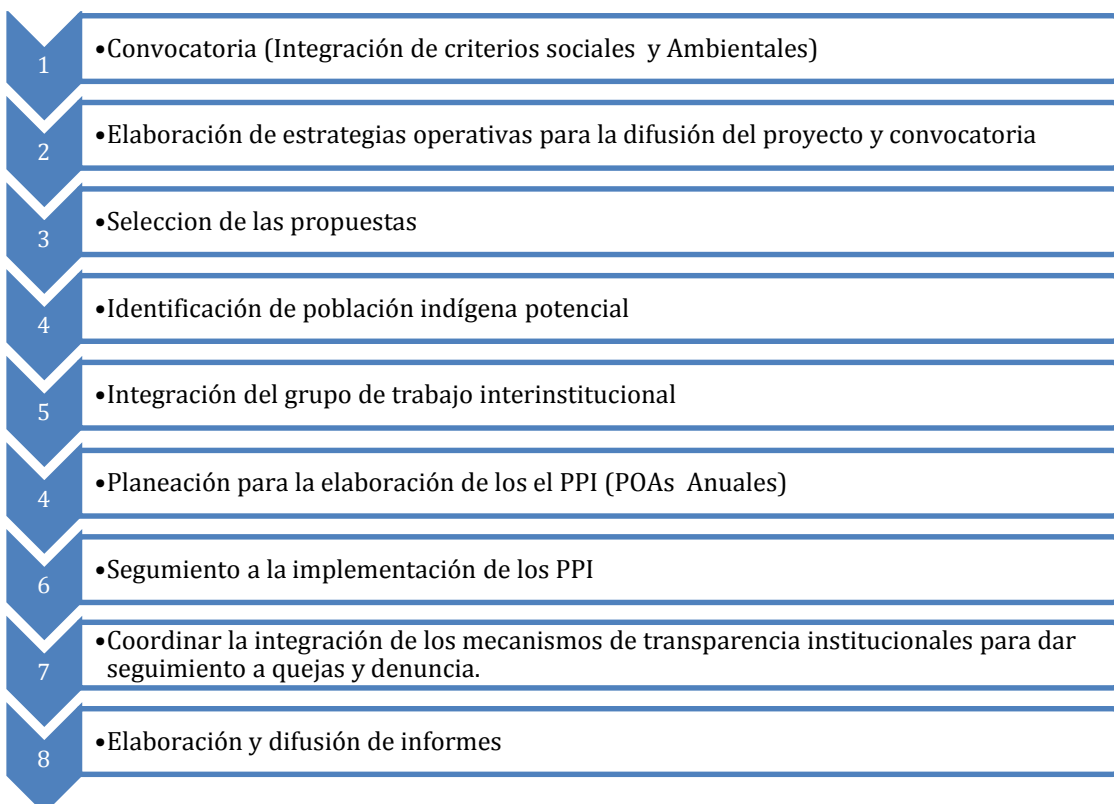 1
•Convocatoria (Integración de criterios sociales y Ambientales)
2
•Elaboración de estrategias operativas para la difusión del proyecto y convocatoria
3
•Seleccion de las propuestas
4
•Identificación de población indígena potencial
5
•Integración del grupo de trabajo interinstitucional
4
•Planeación para la elaboración de los el PPI (POAs Anuales)
6
•Segumiento a la implementación de los PPI
7
•Coordinar la integración de los mecanismos de transparencia institucionales para dar
seguimiento a quejas y denuncia.
8
•Elaboración y difusión de informes